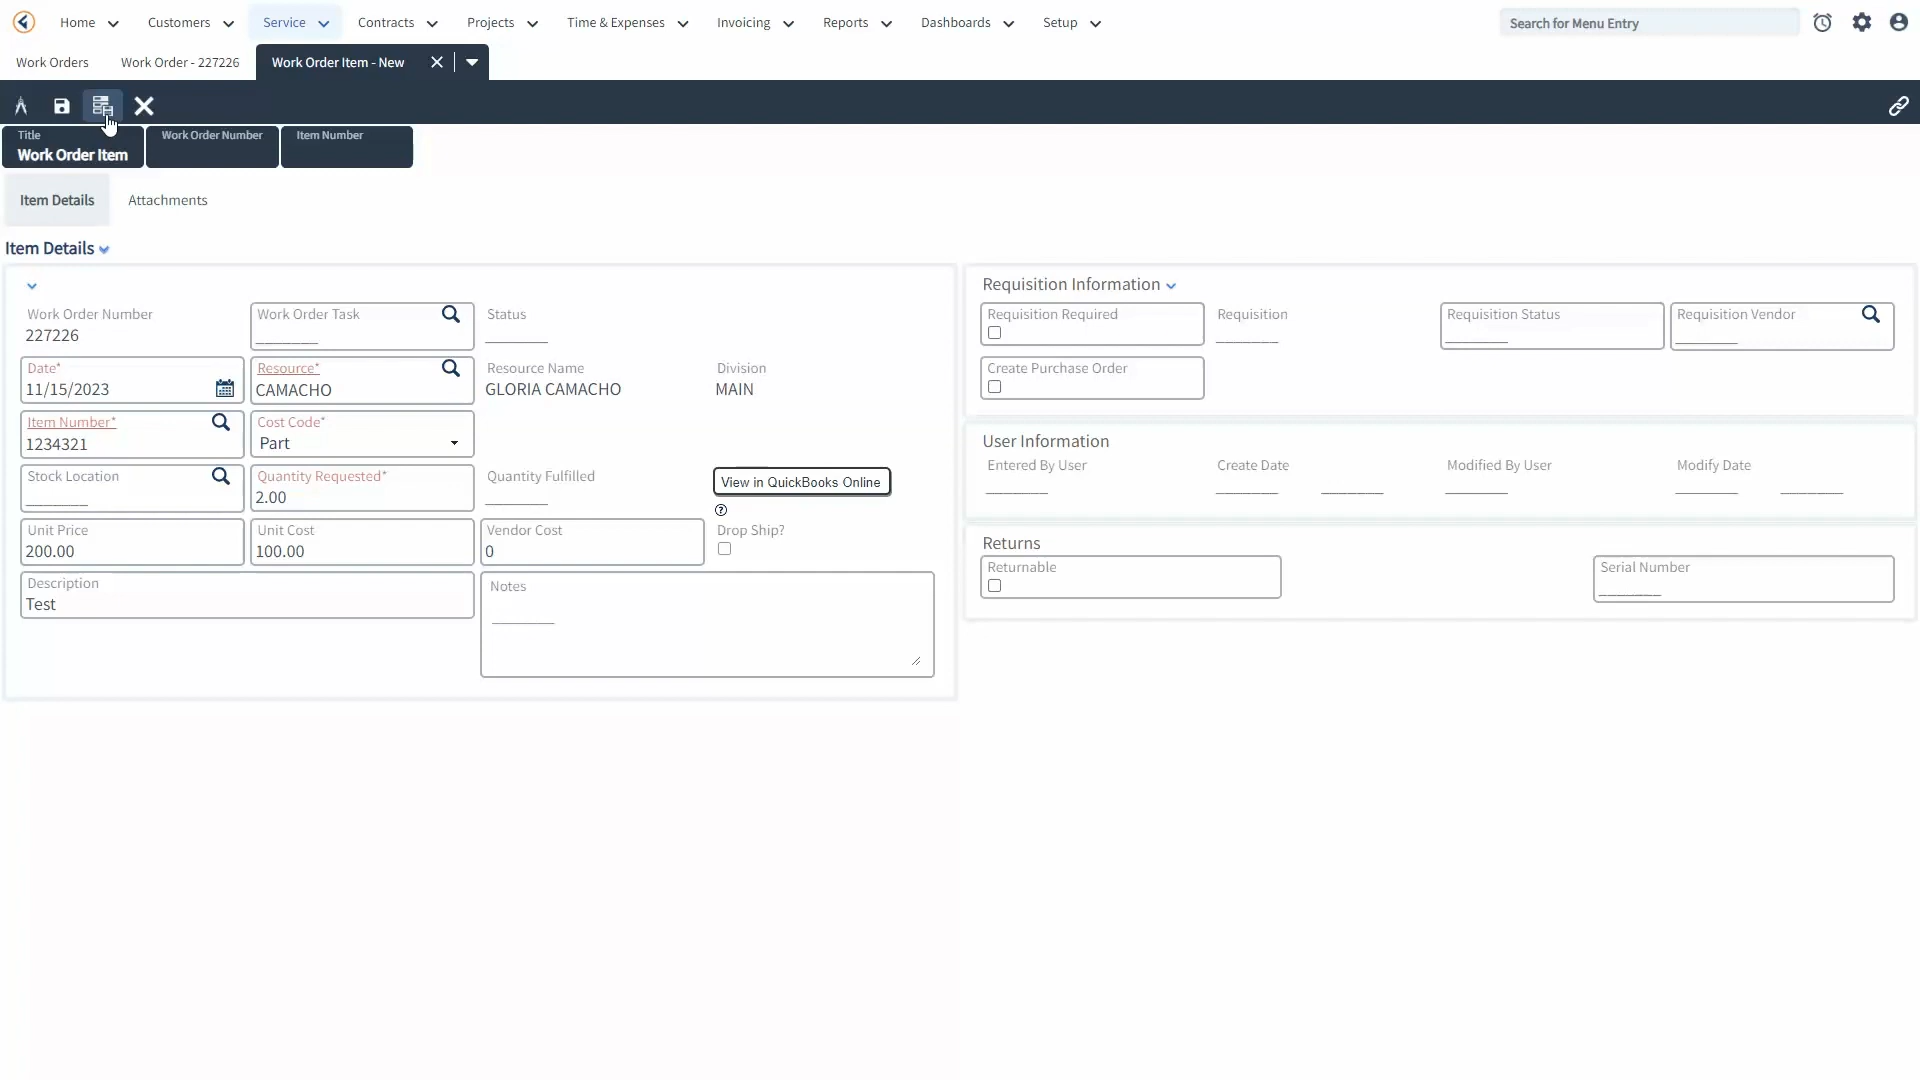 Home Customers Service Contracts Projects Time & Expenses Invoicing Reports Dashboards Setup Search for Menu Entry
Work Orders Work Order - 227226 Work Order Item - New
Title Work Order Number Item Number
Work Order Item
Item Details Attachments
Item Details
Work Order Number Work Order Task Status
227226
Date* Resource* Resource Name Division
11/15/2023 CAMACHO GLORIA CAMACHO MAIN
Item Number* Cost Code*
1234321 Part
Stock Location Quantity Requested* Quantity Fulfilled View in QuickBooks Online
2.00
Unit Price Unit Cost Vendor Cost Drop Ship?
200.00 100.00 0
Description Notes
Test
Requisition Information
Requisition Required Requisition Requisition Status Requisition Vendor
Create Purchase Order
User Information
Entered By User Create Date Modified By User Modify Date
Returns
Returnable Serial Number